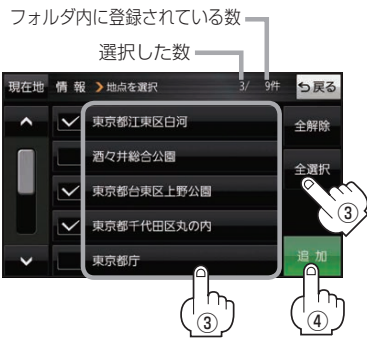 フォルダ内に登録されている数
選択した数
現在地 情報 地点を選択 3/ 9件 戻る
東京都江東区白河 全解除
酒々井総合公園
全選択
東京都台東区上野公園
③
東京都千代田区丸の内
東京都庁 追加
③ ④